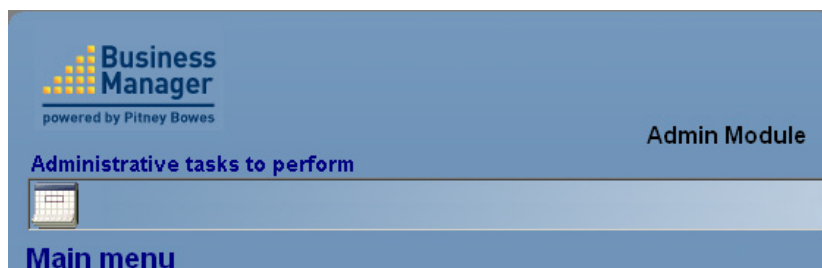 Business
Manager
powered by Pitney Bowes
Admin Module
Administrative tasks to perform
Main menu